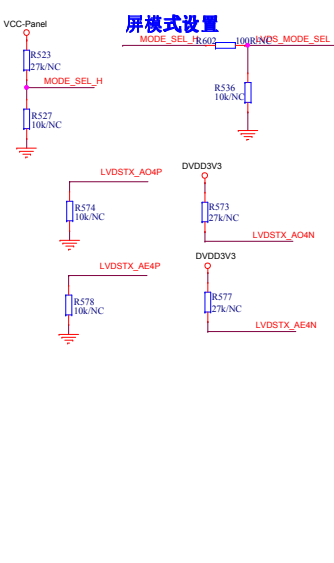 屏模式设置
VCC-Panel
R523
27k/NC
MODE_SEL_H
R527
10k/NC
MODE_SEL_H
R602
100R/NC
LVDS_MODE_SEL
R536
10k/NC
LVDSTX_AO4P
R574
10k/NC
DVDD3V3
R573
27k/NC
LVDSTX_AO4N
LVDSTX_AE4P
R578
10k/NC
DVDD3V3
R577
27k/NC
LVDSTX_AE4N